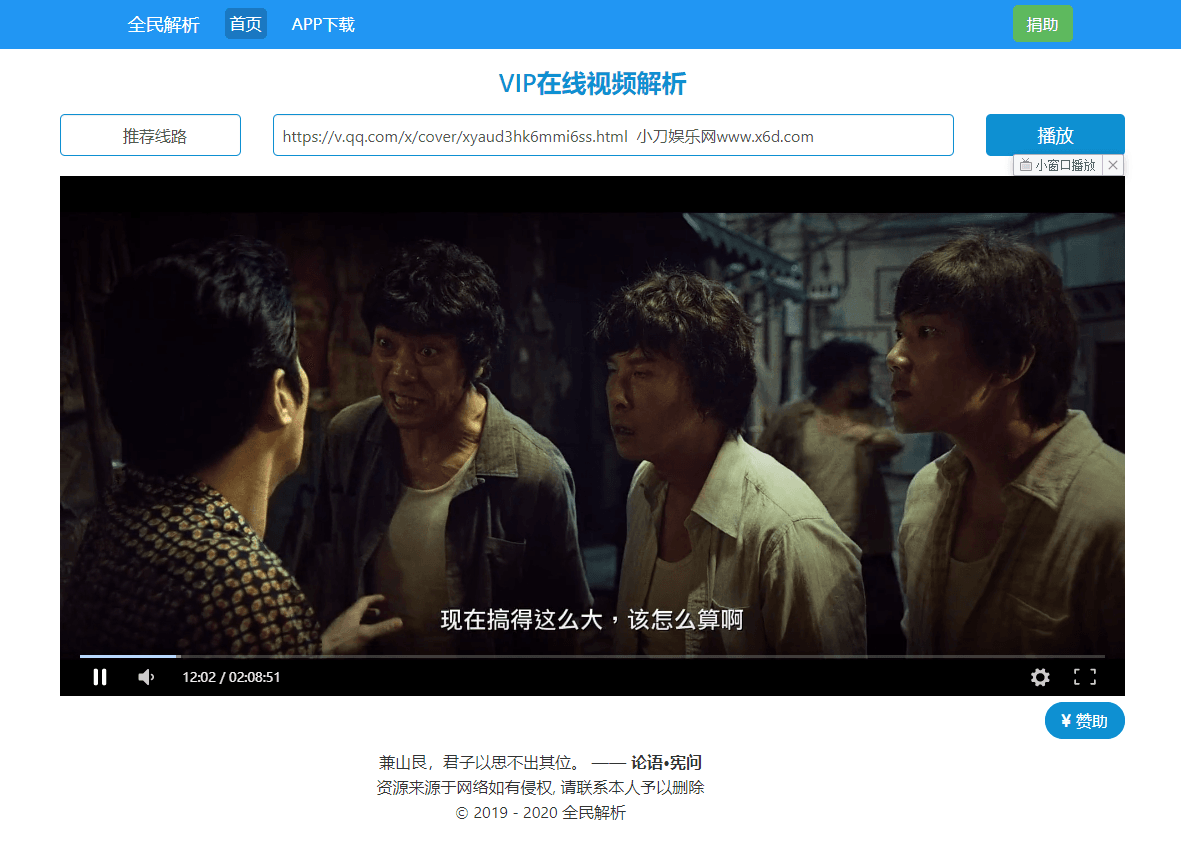 全民解析 首页 APP下载 捐助
VIP在线视频解析
推荐线路 https://v.qq.com/x/cover/xyaud3hk6mmi6ss.html 小刀娱乐网www.x6d.com 播放
小窗口播放
现在搞得这么大，该怎么算啊
12:02 / 02:08:51
¥ 赞助
兼山艮，君子以思不出其位。 —— 论语•宪问
资源来源于网络如有侵权, 请联系本人予以删除
© 2019 - 2020 全民解析